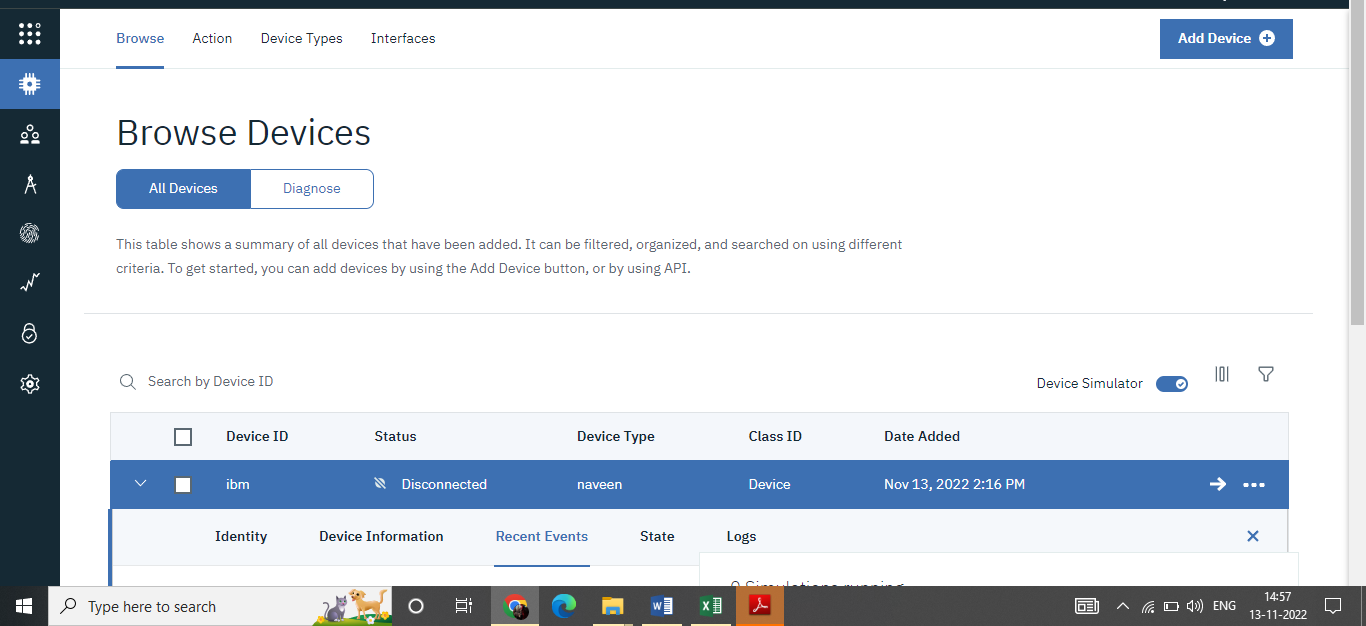 Browse Action Device Types Interfaces Add Device
Browse Devices
All Devices Diagnose
This table shows a summary of all devices that have been added. It can be filtered, organized, and searched on using different
criteria. To get started, you can add devices by using the Add Device button, or by using API.
Search by Device ID Device Simulator
Device ID Status Device Type Class ID Date Added
ibm Disconnected naveen Device Nov 13, 2022 2:16 PM
Identity Device Information Recent Events State Logs
0 Simulations running
Type here to search ENG 14:57
13-11-2022